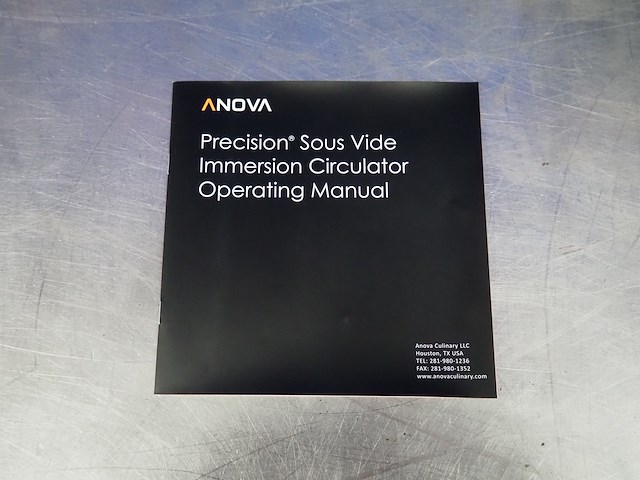 ANOVA
Precision® Sous Vide
Immersion Circulator
Operating Manual
Anova Culinary LLC
Houston, TX USA
TEL: 281-980-1236
FAX: 281-980-1352
www.anovaculinary.com